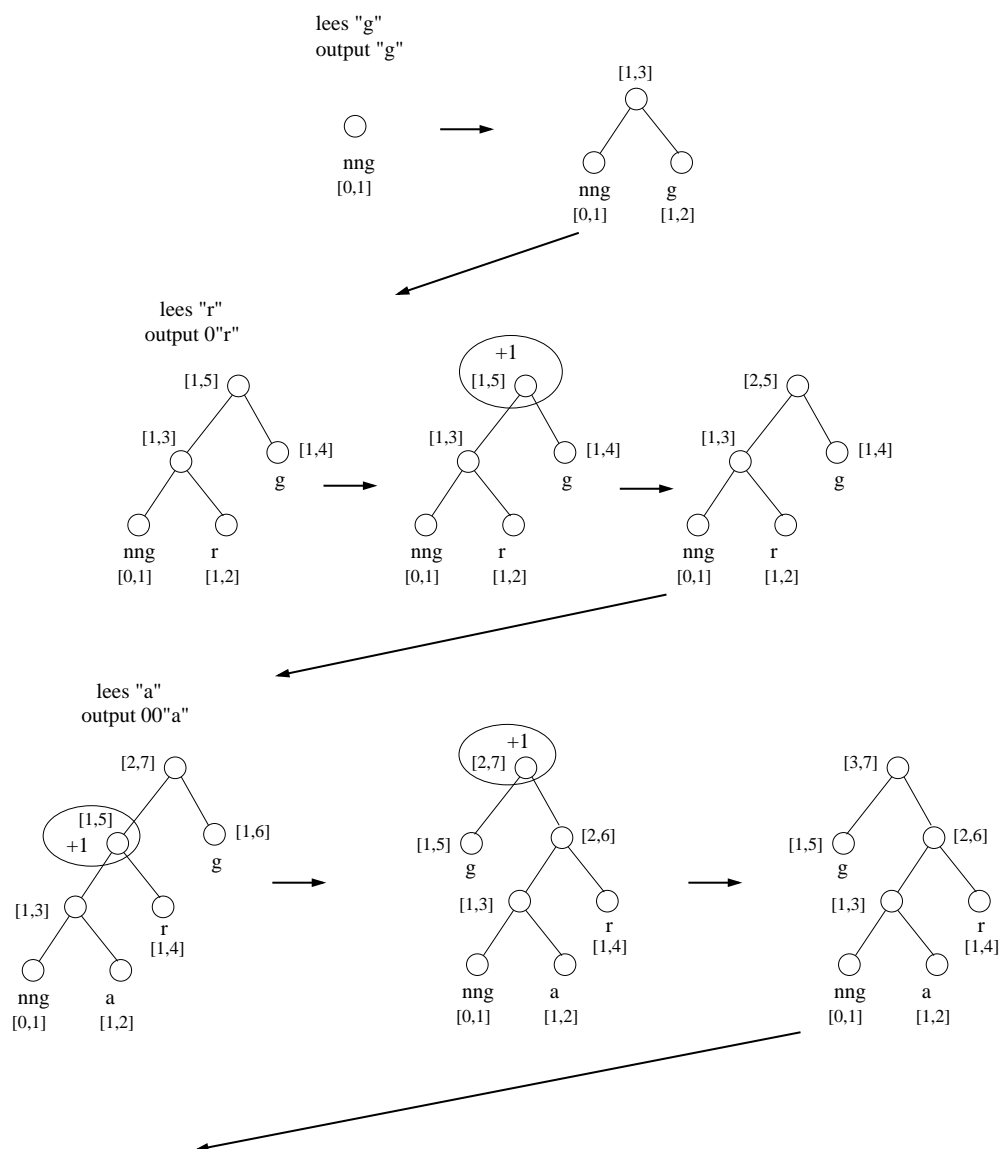 lees "g"
output "g"
[1,3]
nng
[0,1]
nng g
[0,1] [1,2]
lees "r"
output 0"r"
[1,5]
[1,3]
[1,4]
g
nng r
[0,1] [1,2]
+1
[1,5]
[1,3]
[1,4]
g
nng r
[0,1] [1,2]
[2,5]
[1,3]
[1,4]
g
nng r
[0,1] [1,2]
lees "a"
output 00"a"
[2,7]
[1,5]
+1
[1,6]
g
[1,3]
r
[1,4]
nng a
[0,1] [1,2]
+1
[2,7]
[1,5]
g
[2,6]
[1,3]
r
[1,4]
nng a
[0,1] [1,2]
[3,7]
[1,5]
g
[2,6]
[1,3]
r
[1,4]
nng a
[0,1] [1,2]